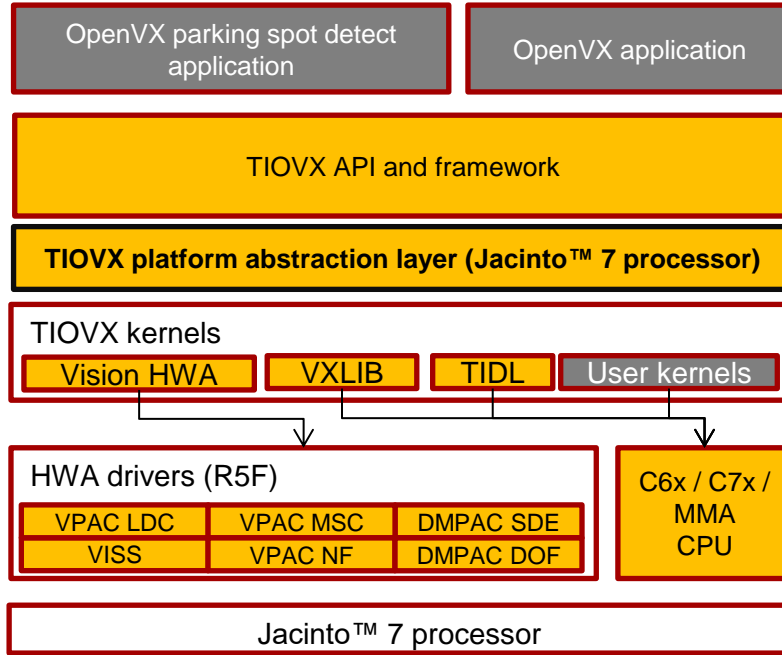 OpenVX parking spot detect
application
OpenVX application
TIOVX API and framework
TIOVX platform abstraction layer (Jacinto™ 7 processor)
TIOVX kernels
Vision HWA
VXLIB
TIDL
User kernels
HWA drivers (R5F)
VPAC LDC
VPAC MSC
DMPAC SDE
VISS
VPAC NF
DMPAC DOF
C6x / C7x /
MMA
CPU
Jacinto™ 7 processor